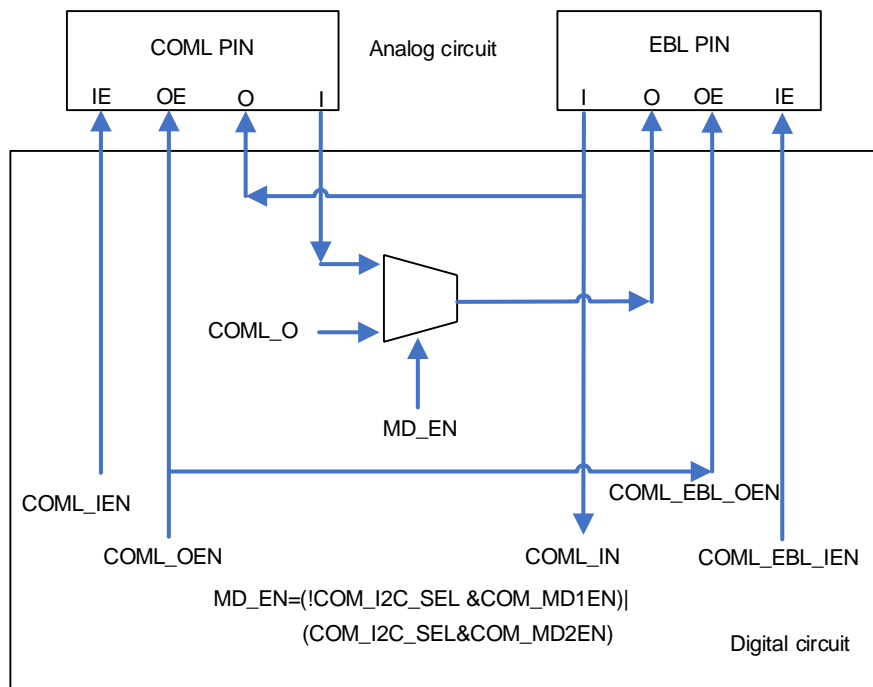 COML PIN
Analog circuit
EBL PIN
IE OE O I
I O OE IE
COML_O
MD_EN
COML_IEN
COML_EBL_OEN
COML_OEN
COML_IN
COML_EBL_IEN
MD_EN=(!COM_I2C_SEL &COM_MD1EN)|
(COM_I2C_SEL&COM_MD2EN)
Digital circuit